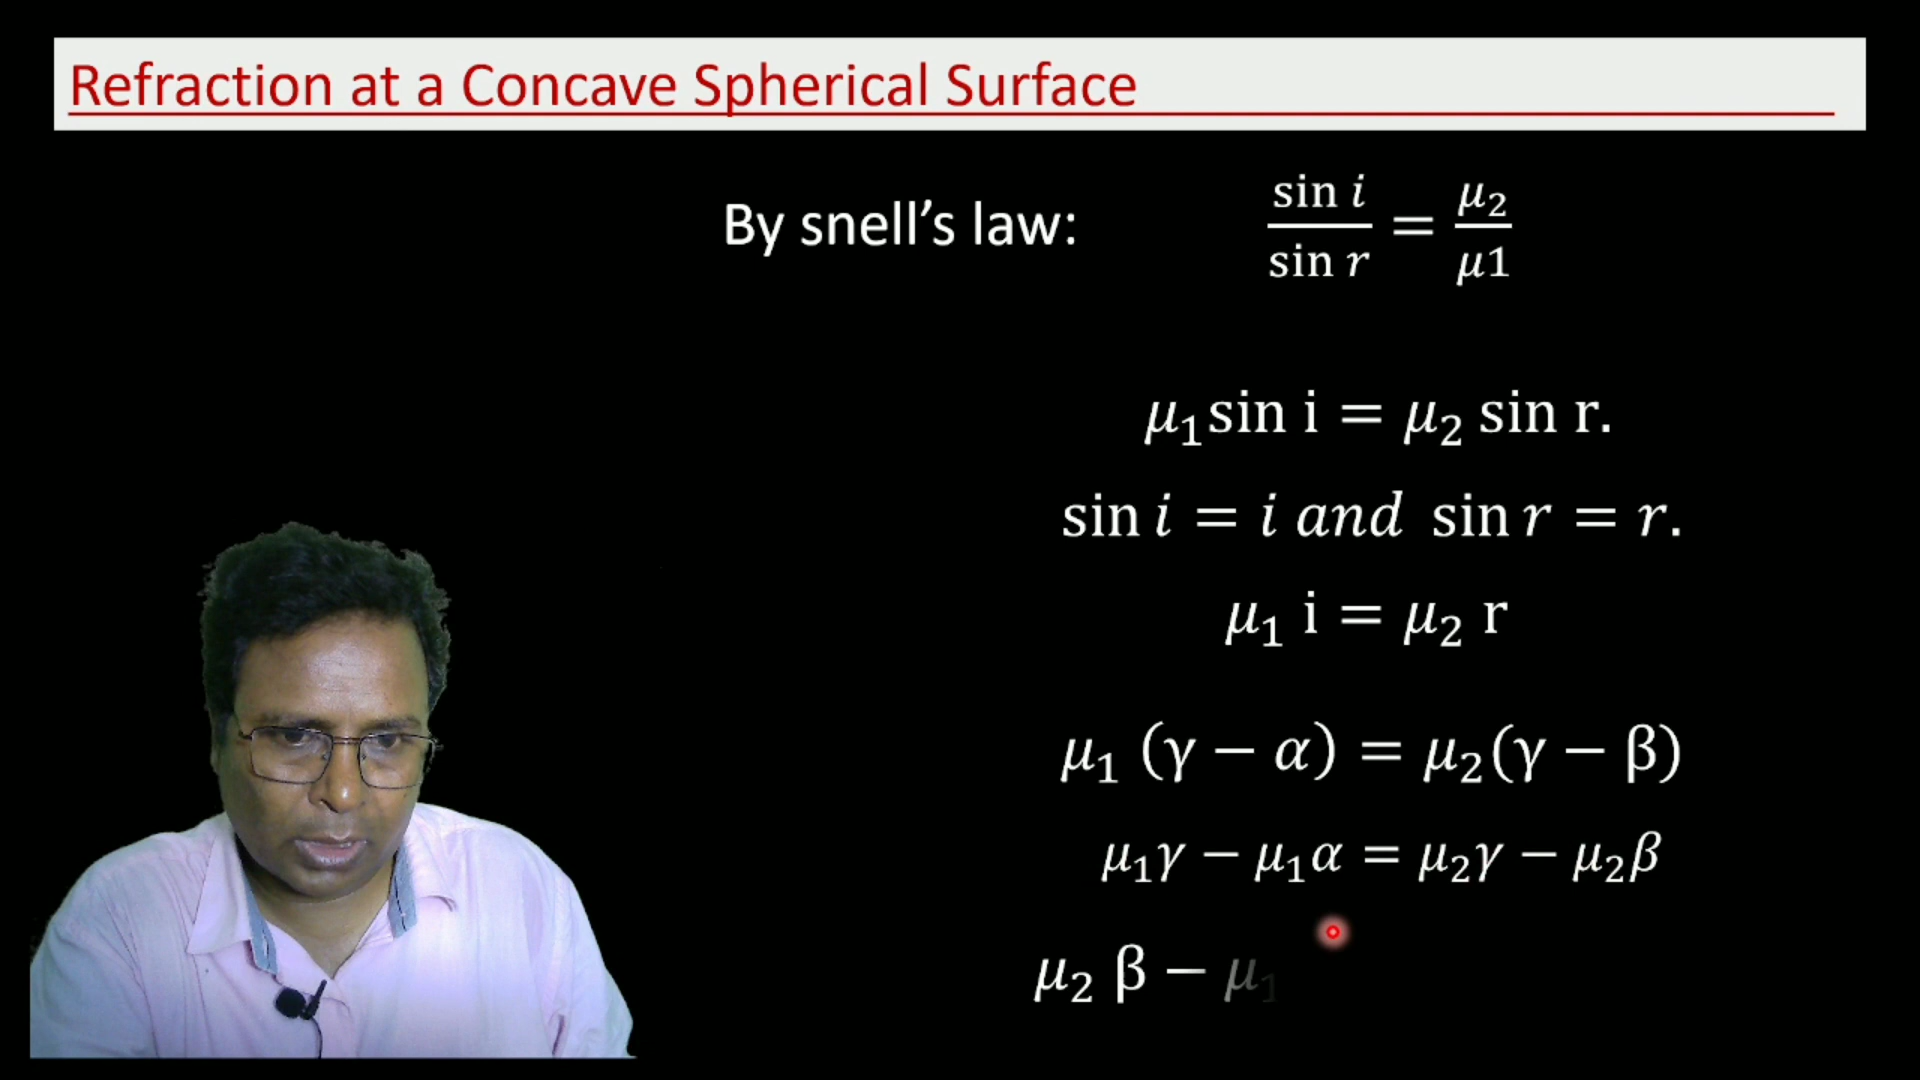 Refraction at a Concave Spherical Surface
By snell’s law: sin i / sin r = μ₂ / μ1
μ₁ sin i = μ₂ sin r.
sin i = i and sin r = r.
μ₁ i = μ₂ r
μ₁ (γ − α) = μ₂(γ − β)
μ₁γ − μ₁α = μ₂γ − μ₂β
μ₂ β − μ₁